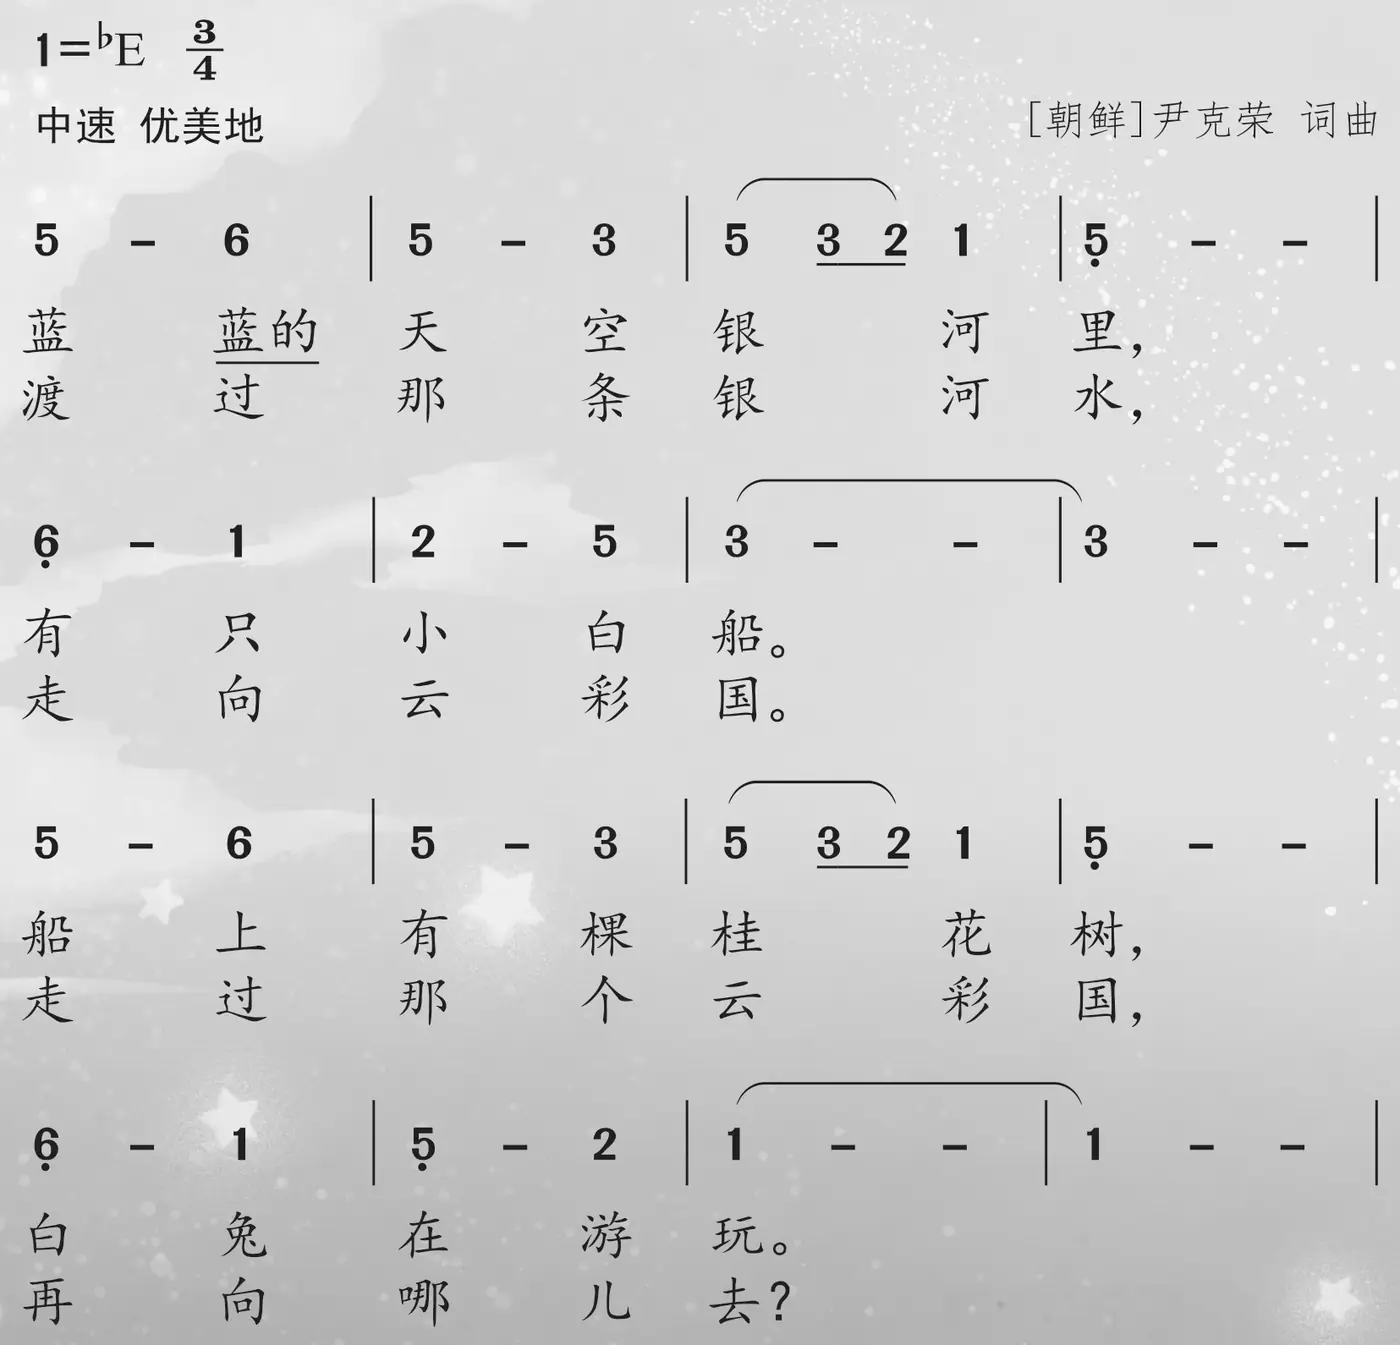 1=♭E 3/4
中速 优美地
[朝鲜]尹克荣 词曲
5 – 6 | 5 – 3 | 5 3 2 1 | 5̣ – – |
蓝 蓝的 天 空 银 河 里，
渡 过 那 条 银 河 水，
6̣ – 1 | 2 – 5 | 3 – – | 3 – – |
有 只 小 白 船。
走 向 云 彩 国。
5 – 6 | 5 – 3 | 5 3 2 1 | 5̣ – – |
船 上 有 棵 桂 花 树，
走 过 那 个 云 彩 国，
6̣ – 1 | 5̣ – 2 | 1 – – | 1 – – |
白 兔 在 游 玩。
再 向 哪 儿 去？